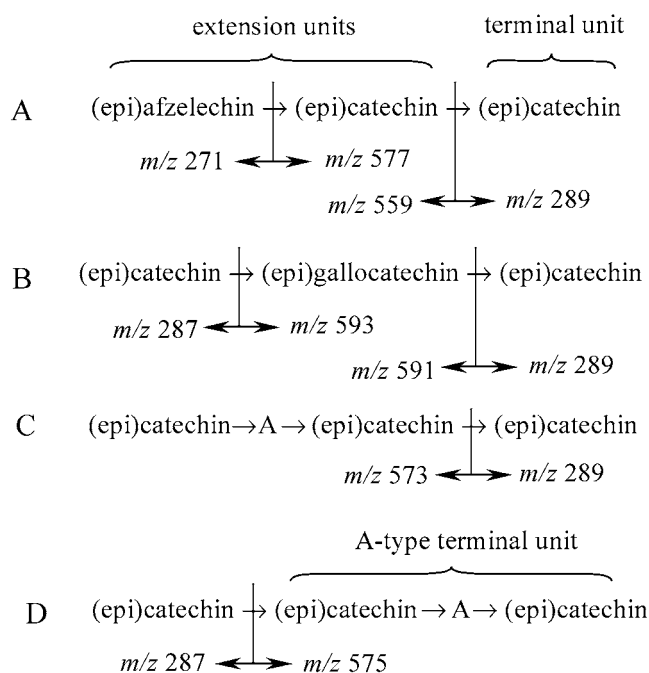 extension units terminal unit
A (epi)afzelechin → (epi)catechin → (epi)catechin
m/z 271 m/z 577
m/z 559 m/z 289
B (epi)catechin → (epi)gallocatechin → (epi)catechin
m/z 287 m/z 593
m/z 591 m/z 289
C (epi)catechin→A→(epi)catechin → (epi)catechin
m/z 573 m/z 289
A-type terminal unit
D (epi)catechin → (epi)catechin→A→(epi)catechin
m/z 287 m/z 575